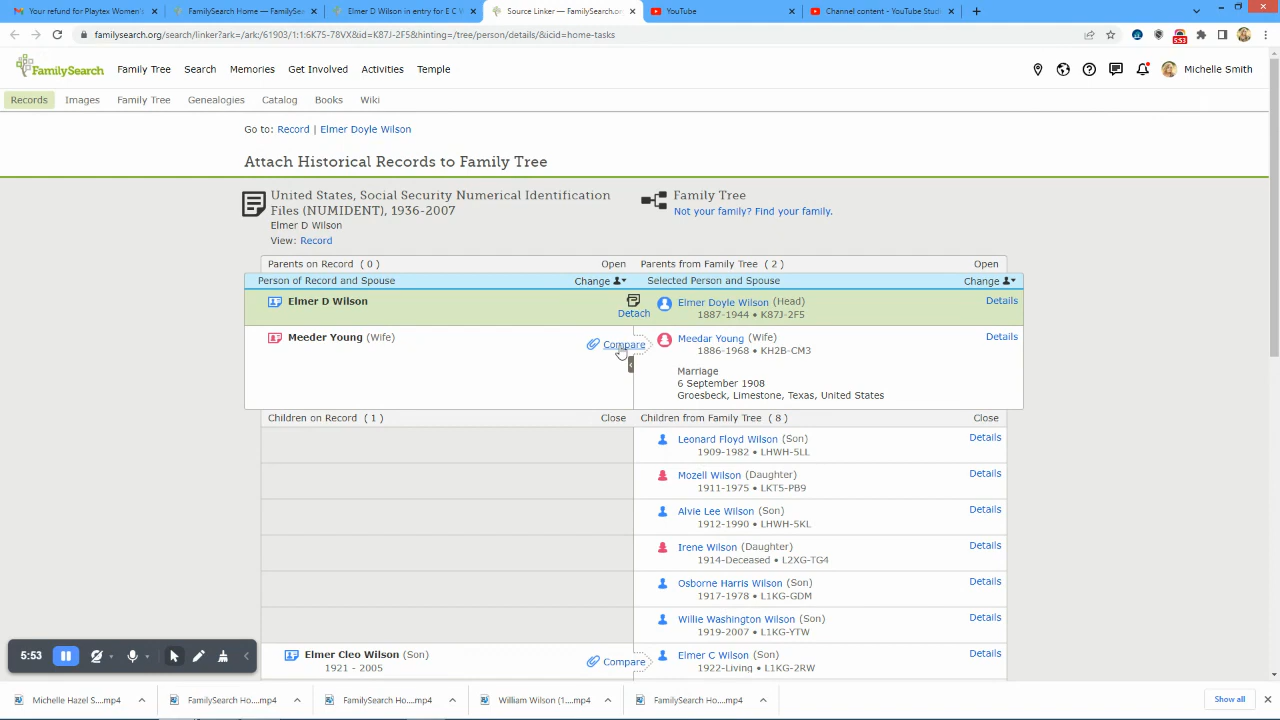 Your refund for Playtex Women's
FamilySearch Home — FamilySea
Elmer D Wilson in entry for E C W
Source Linker — FamilySearch.or
YouTube
Channel content - YouTube Studi
familysearch.org/search/linker?ark=/ark:/61903/1:1:6K75-78VX&id=K87J-2F5&hinting=/tree/person/details/&icid=home-tasks
5:53
FamilySearch
Family Tree
Search
Memories
Get Involved
Activities
Temple
Michelle Smith
Records
Images
Family Tree
Genealogies
Catalog
Books
Wiki
Go to: Record | Elmer Doyle Wilson
Attach Historical Records to Family Tree
United States, Social Security Numerical Identification
Files (NUMIDENT), 1936-2007
Elmer D Wilson
View: Record
Family Tree
Not your family? Find your family.
Parents on Record ( 0 )
Open
Parents from Family Tree ( 2 )
Open
Person of Record and Spouse
Change
Selected Person and Spouse
Change
Elmer D Wilson
Detach
Elmer Doyle Wilson (Head)
1887-1944 • K87J-2F5
Details
Meeder Young (Wife)
Compare
Meedar Young (Wife)
1886-1968 • KH2B-CM3
Details
Marriage
6 September 1908
Groesbeck, Limestone, Texas, United States
Children on Record ( 1 )
Close
Children from Family Tree ( 8 )
Close
Leonard Floyd Wilson (Son)
1909-1982 • LHWH-5LL
Details
Mozell Wilson (Daughter)
1911-1975 • LKT5-PB9
Details
Alvie Lee Wilson (Son)
1912-1990 • LHWH-5KL
Details
Irene Wilson (Daughter)
1914-Deceased • L2XG-TG4
Details
Osborne Harris Wilson (Son)
1917-1978 • L1KG-GDM
Details
Willie Washington Wilson (Son)
1919-2007 • L1KG-YTW
Details
Elmer Cleo Wilson (Son)
1921 - 2005
Compare
Elmer C Wilson (Son)
1922-Living • L1KG-2RW
Details
5:53
Michelle Hazel S....mp4
FamilySearch Ho....mp4
FamilySearch Ho....mp4
William Wilson (1....mp4
FamilySearch Ho....mp4
Show all